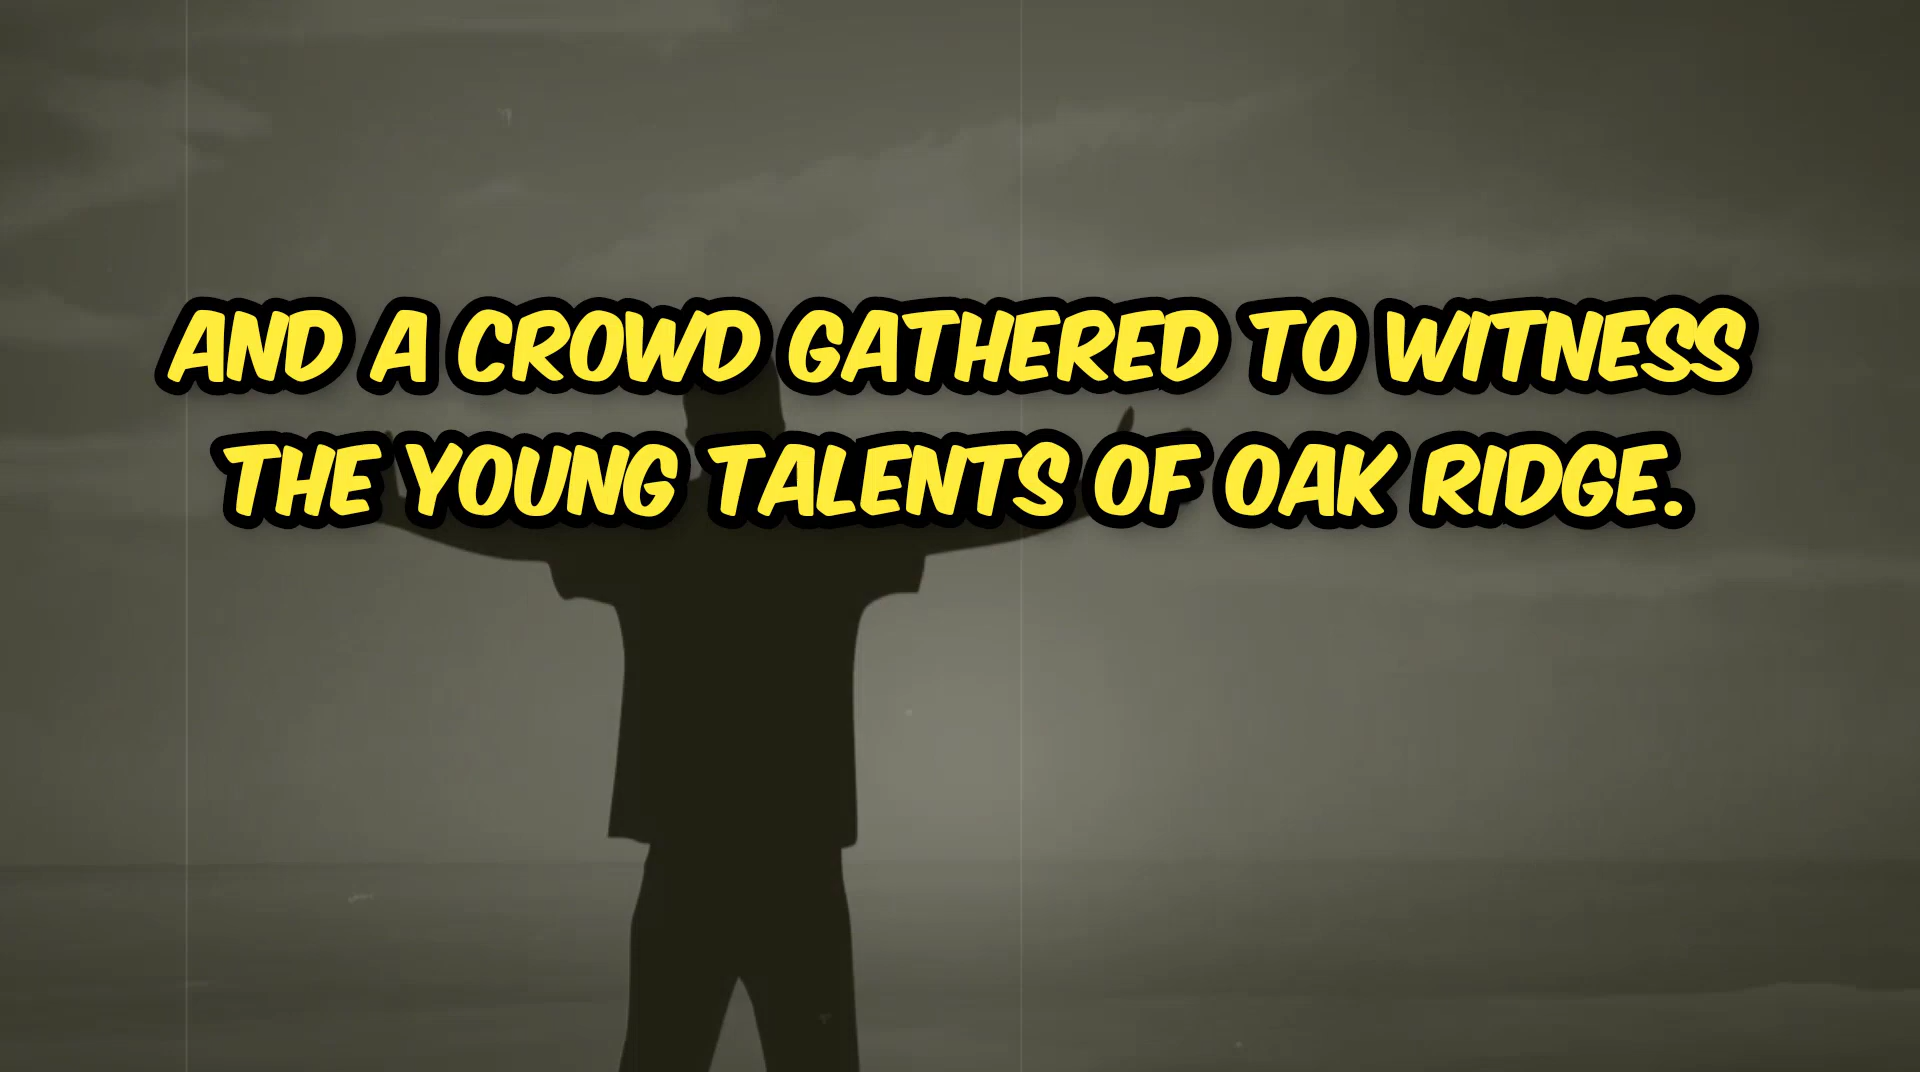 AND A CROWD GATHERED TO WITNESS
THE YOUNG TALENTS OF OAK RIDGE.